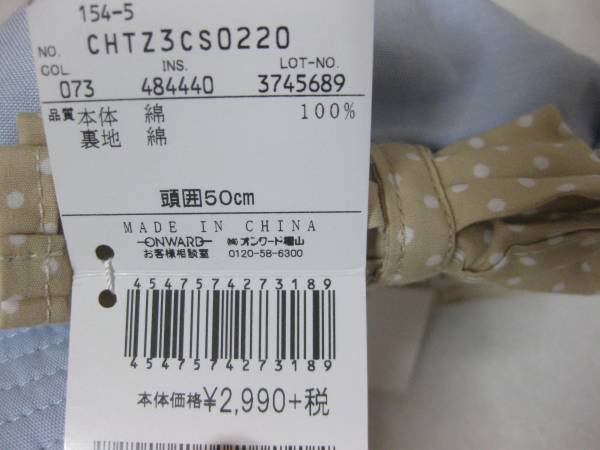 154-5
NO. CHTZ3CS0220
COL. INS. LOT-NO.
073 484440 3745689
品質 本体 綿 100%
裏地 綿
頭囲50cm
MADE IN CHINA
ONWARD ㈱オンワード樫山
お客様相談室 0120-58-6300
4547574273189
4547574273189
本体価格¥2,990+税